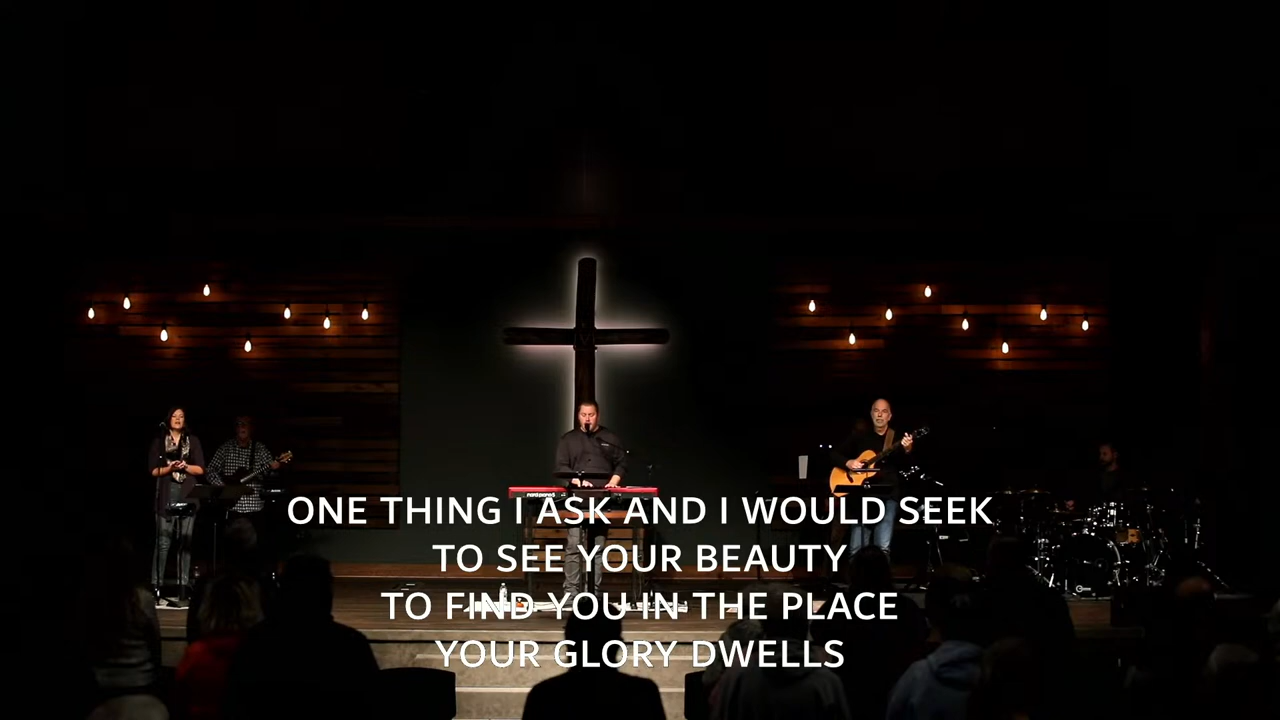 ONE THING I ASK AND I WOULD SEEK
TO SEE YOUR BEAUTY
TO FIND YOU IN THE PLACE
YOUR GLORY DWELLS